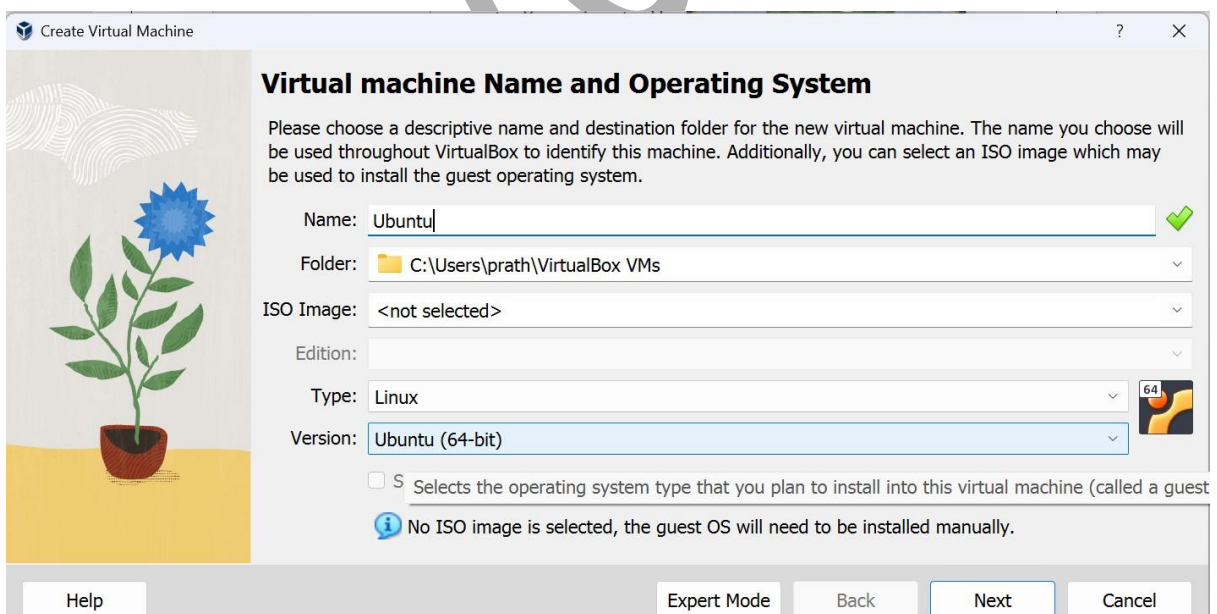 Create Virtual Machine
?
Virtual machine Name and Operating System
Please choose a descriptive name and destination folder for the new virtual machine. The name you choose will
be used throughout VirtualBox to identify this machine. Additionally, you can select an ISO image which may
be used to install the guest operating system.
Name: Ubuntu
Folder: C:\Users\prath\VirtualBox VMs
ISO Image: <not selected>
Edition:
Type: Linux
64
Version: Ubuntu (64-bit)
S Selects the operating system type that you plan to install into this virtual machine (called a guest
No ISO image is selected, the guest OS will need to be installed manually.
Help Expert Mode Back Next Cancel